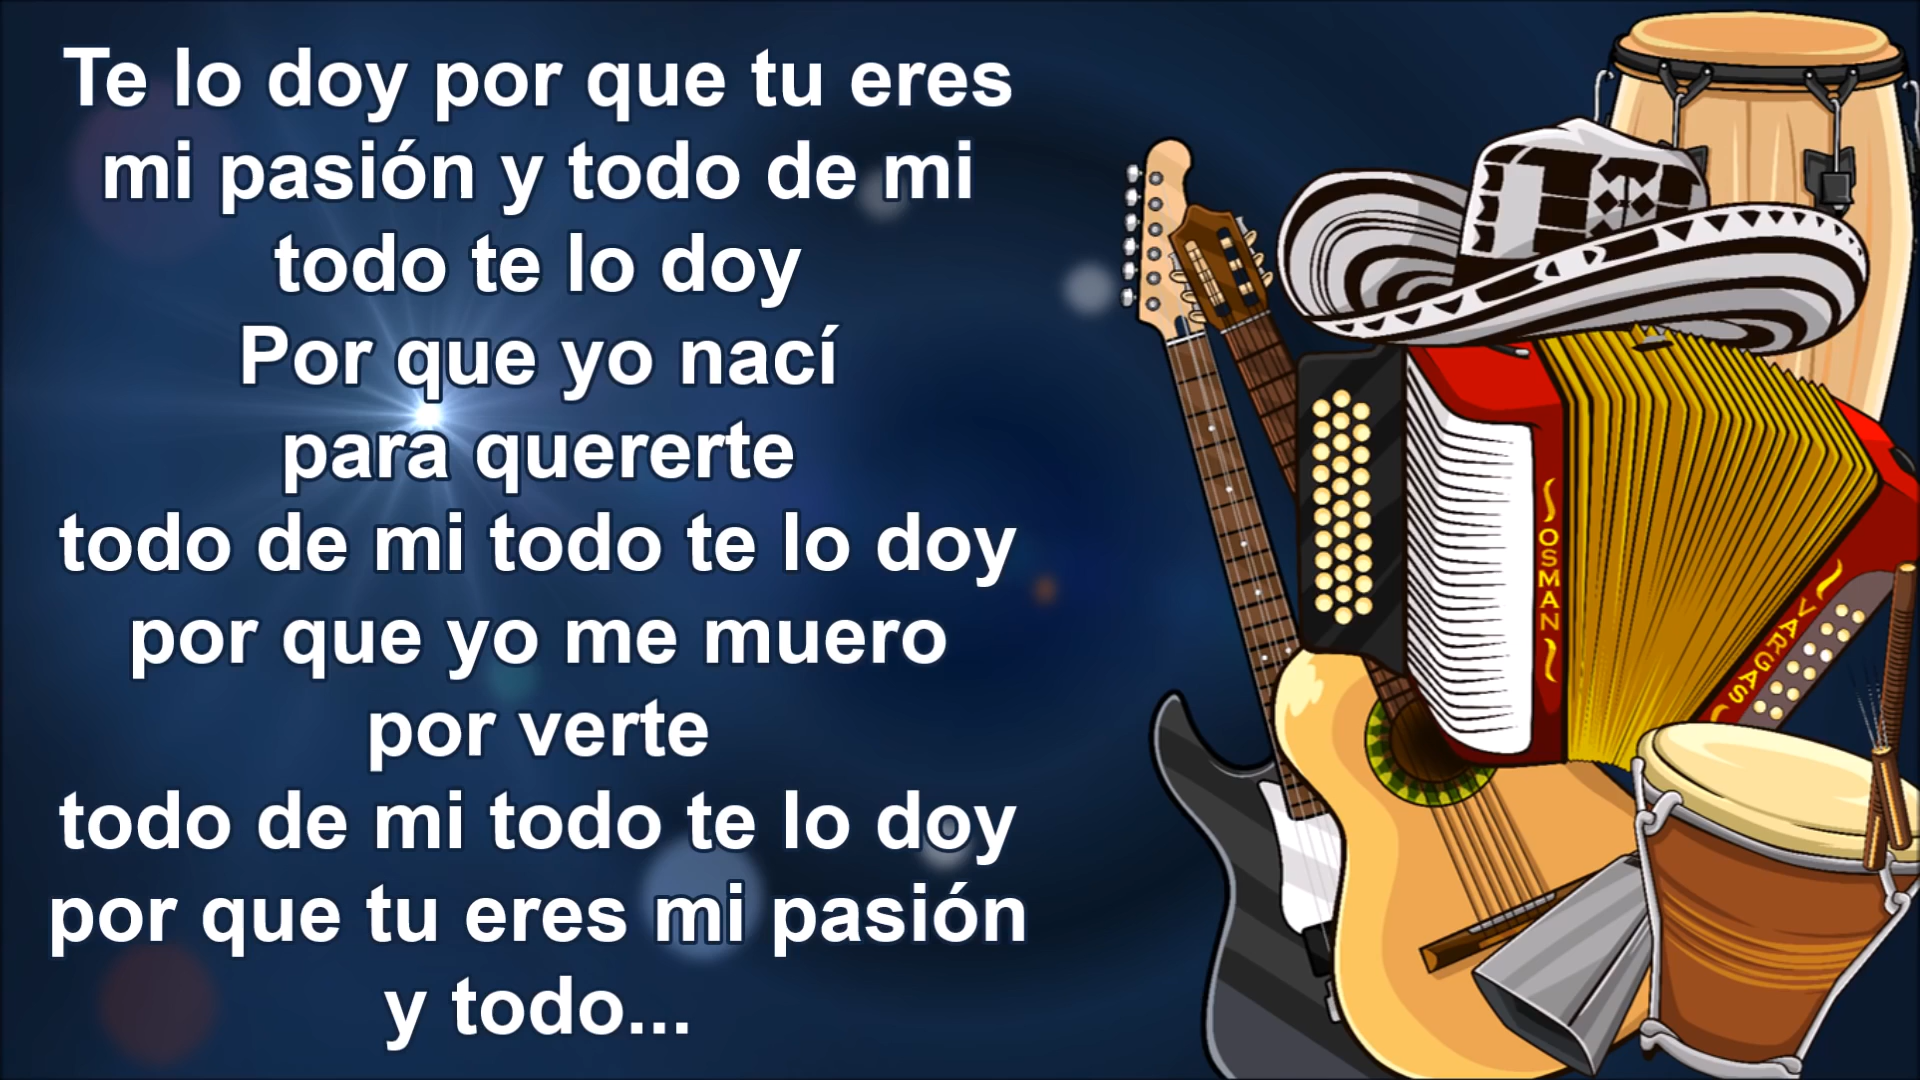 Te lo doy por que tu eres
mi pasión y todo de mi
todo te lo doy
Por que yo nací
para quererte
todo de mi todo te lo doy
por que yo me muero
por verte
todo de mi todo te lo doy
por que tu eres mi pasión
y todo...
OSMAN
VARGAS